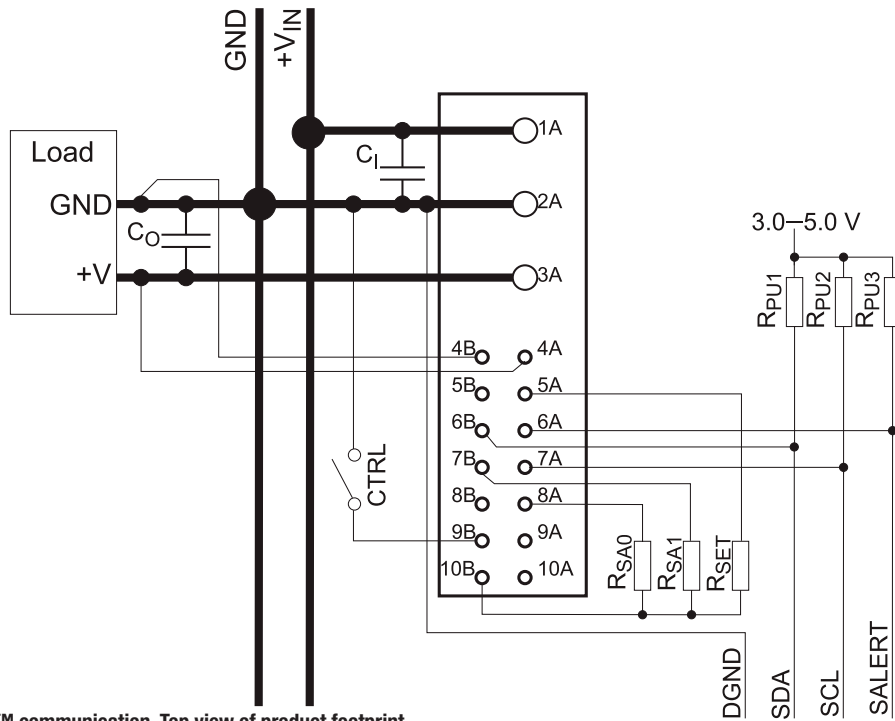 GND
+VIN
1A
Load
CI
GND
2A
CO
3.0–5.0 V
+V
3A
RPU1
RPU2
RPU3
4B
4A
5B
5A
6B
6A
7B
7A
CTRL
8B
8A
9B
9A
10B
10A
RSA0
RSA1
RSET
DGND
SDA
SCL
SALERT
communication. Top view of product footprint